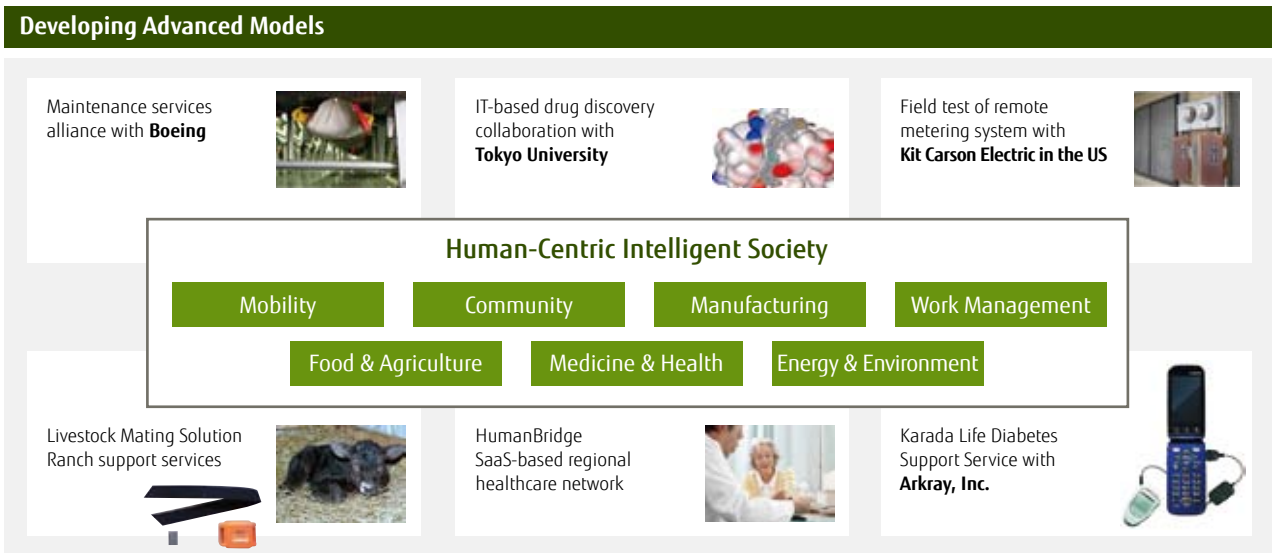 Developing Advanced Models
Maintenance services
alliance with Boeing
IT-based drug discovery
collaboration with
Tokyo University
Field test of remote
metering system with
Kit Carson Electric in the US
Human-Centric Intelligent Society
Mobility
Community
Manufacturing
Work Management
Food & Agriculture
Medicine & Health
Energy & Environment
Livestock Mating Solution
Ranch support services
HumanBridge
SaaS-based regional
healthcare network
Karada Life Diabetes
Support Service with
Arkray, Inc.